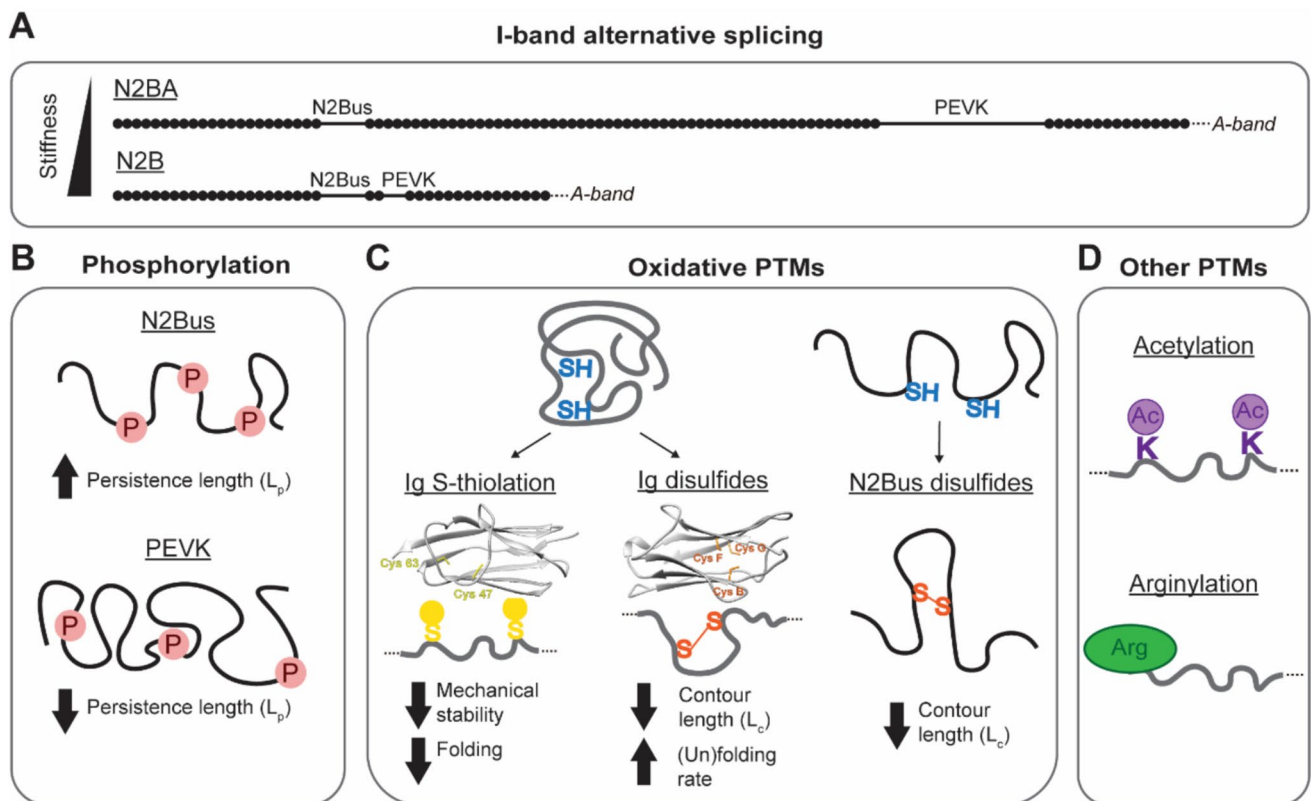 A
I-band alternative splicing
Stiffness
N2BA
N2Bus
PEVK
A-band
N2B
N2Bus PEVK
A-band
B
Phosphorylation
N2Bus
P
P
P
Persistence length (Lp)
PEVK
P
P
P
Persistence length (Lp)
C
Oxidative PTMs
SH
SH
SH
SH
Ig S-thiolation
Cys 63
Cys 47
S
S
Mechanical
stability
Folding
Ig disulfides
Cys F
Cys G
Cys B
S
S
Contour
length (Lc)
(Un)folding
rate
N2Bus disulfides
S
S
Contour
length (Lc)
D
Other PTMs
Acetylation
Ac
Ac
K
K
Arginylation
Arg